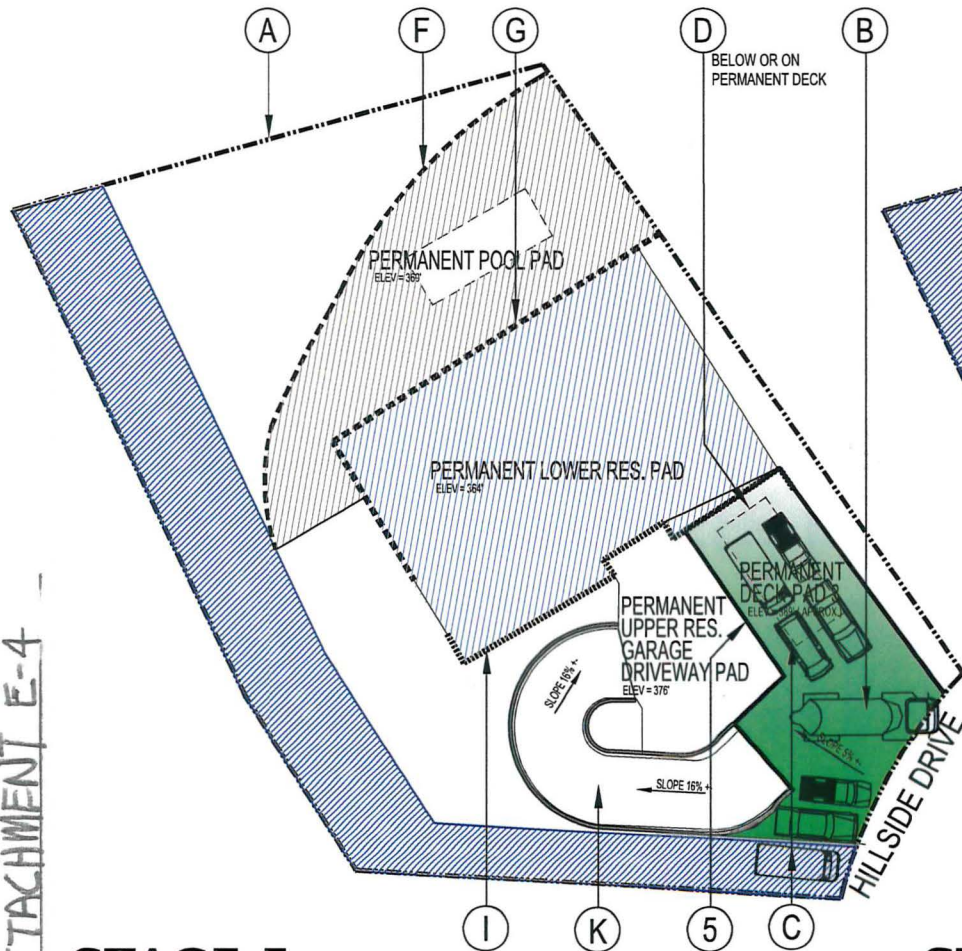 A
F
G
D
B
BELOW OR ON
PERMANENT DECK
PERMANENT POOL PAD
ELEV = 369'
PERMANENT LOWER RES. PAD
ELEV = 364'
PERMANENT
DECK PAD
PERMANENT
UPPER RES.
GARAGE
DRIVEWAY PAD
ELEV = 376'
SLOPE 16% +-
SLOPE 16% +-
SLOPE 5% +-
HILLSIDE DRIVE
I
K
5
C
TACHMENT E-4